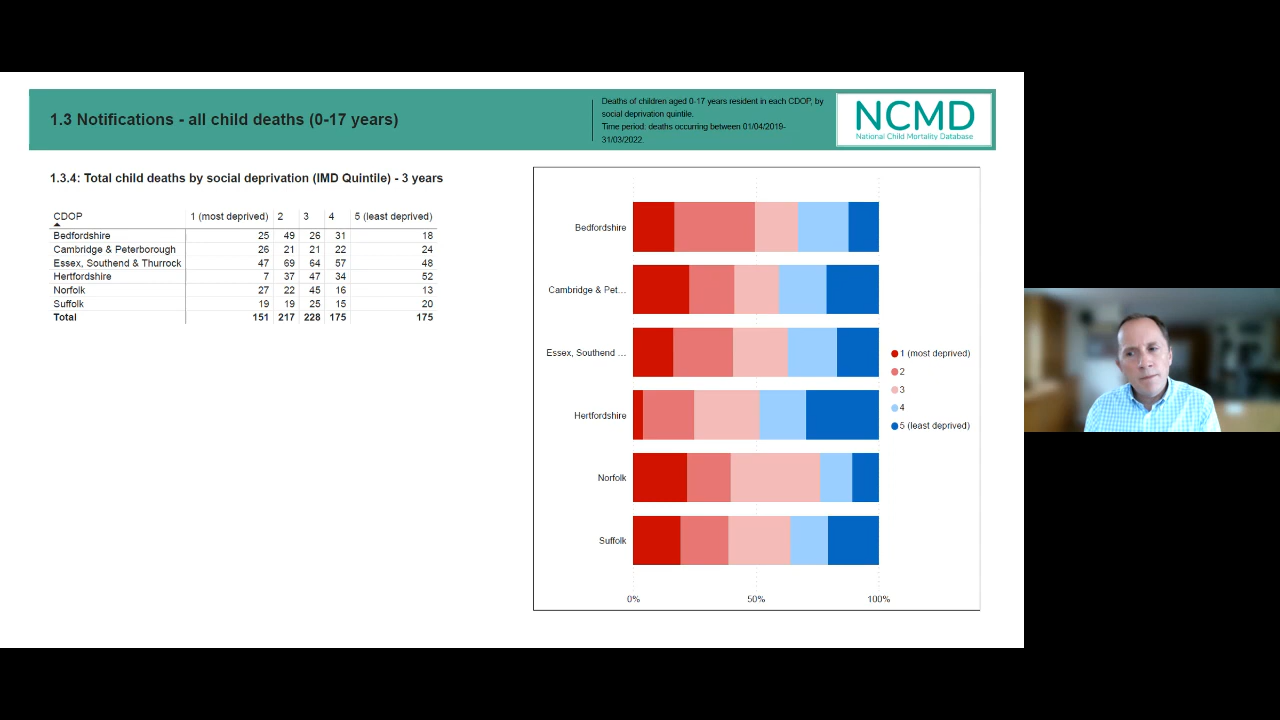 1.3 Notifications - all child deaths (0-17 years)
Deaths of children aged 0-17 years resident in each CDOP, by
social deprivation quintile.
Time period: deaths occurring between 01/04/2019-
31/03/2022.
NCMD
National Child Mortality Database
1.3.4: Total child deaths by social deprivation (IMD Quintile) - 3 years
CDOP 1 (most deprived) 2 3 4 5 (least deprived)
Bedfordshire 25 49 26 31 18
Cambridge & Peterborough 26 21 21 22 24
Essex, Southend & Thurrock 47 69 64 57 48
Hertfordshire 7 37 47 34 52
Norfolk 27 22 45 16 13
Suffolk 19 19 25 15 20
Total 151 217 228 175 175
Bedfordshire
Cambridge & Pet...
Essex, Southend ...
Hertfordshire
Norfolk
Suffolk
0% 50% 100%
1 (most deprived)
2
3
4
5 (least deprived)